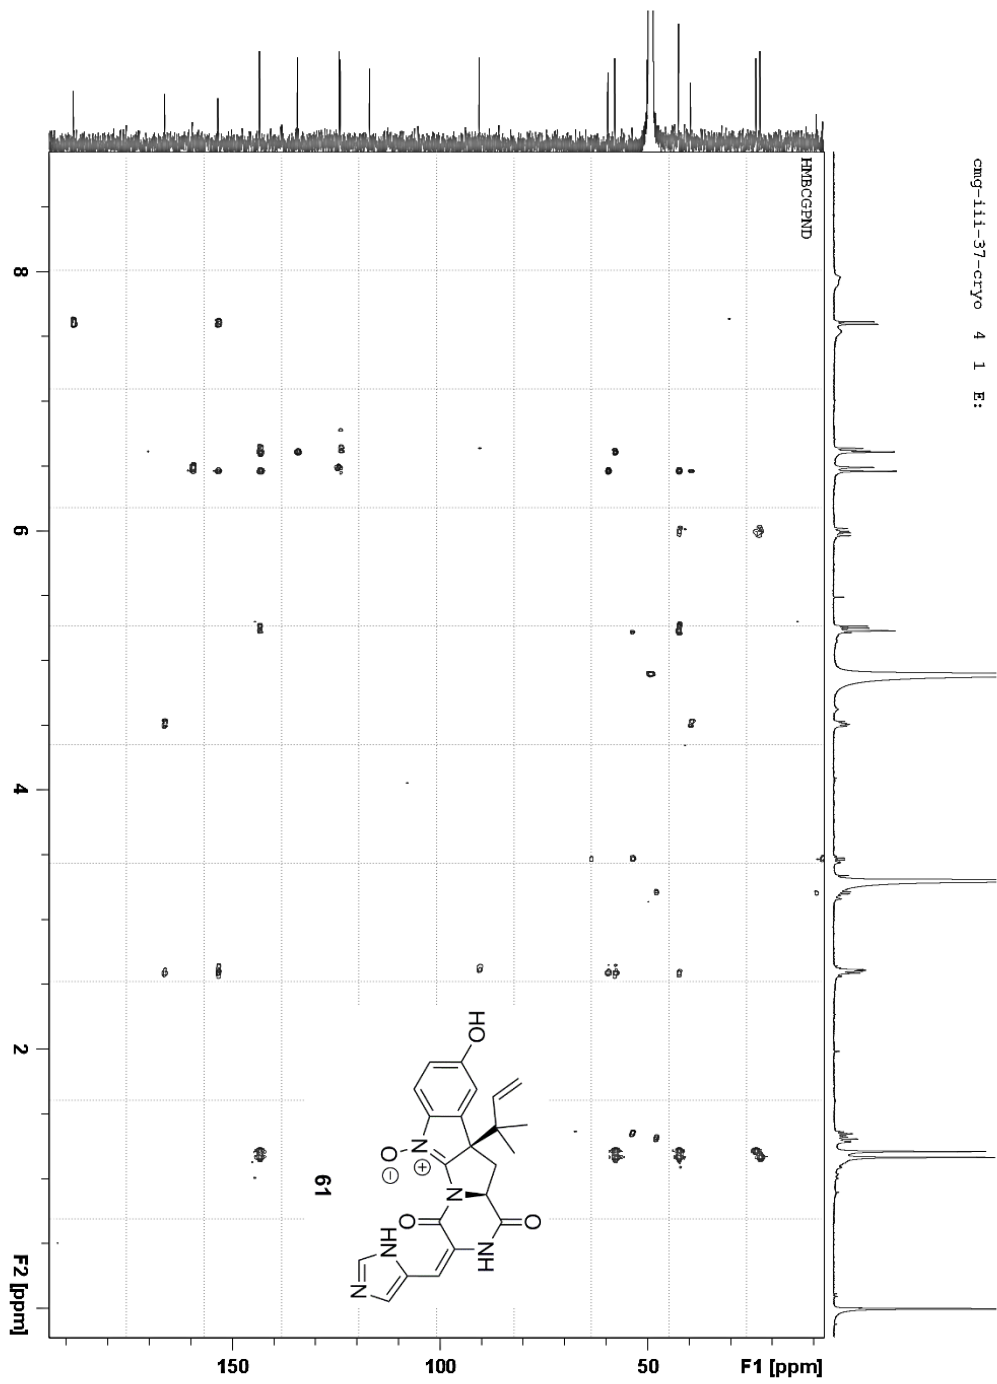 cmg-iii-37-cryo 4 1 E:
HMBCGPND
8
6
4
2
F2 [ppm]
150
100
50
F1 [ppm]
HO
N
+
O
−
N
O
O
NH
NH
N
61